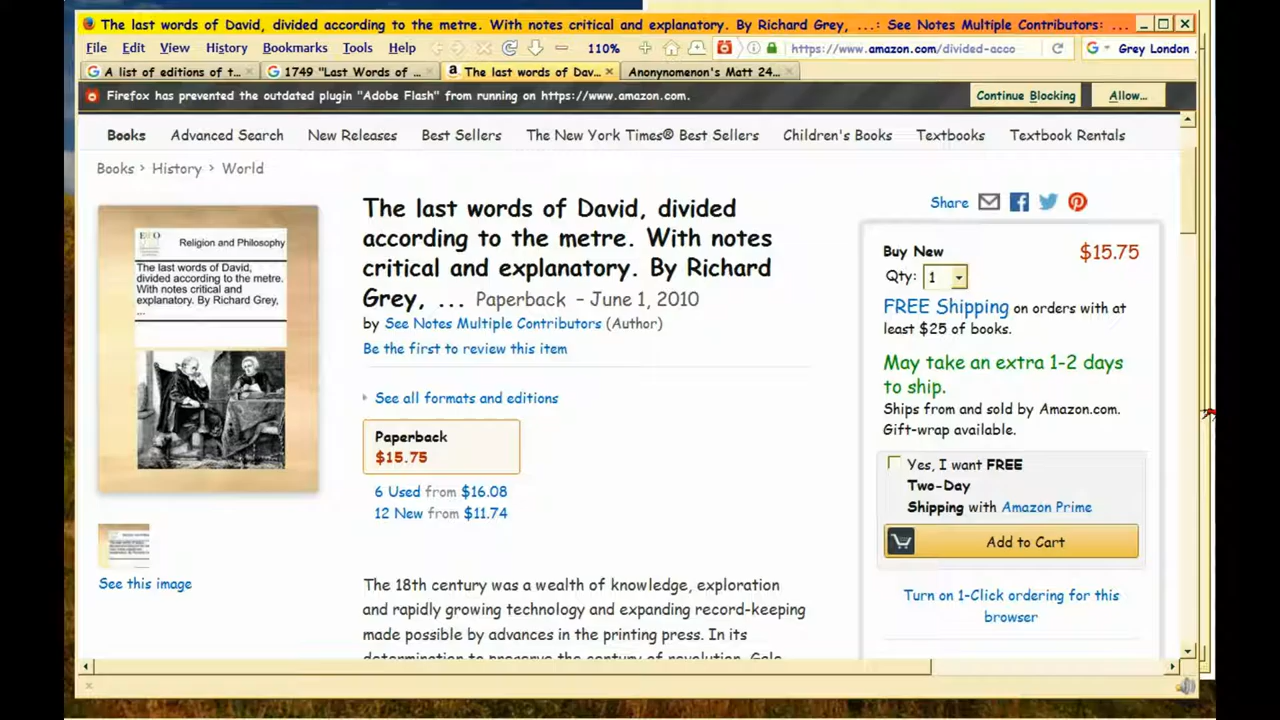 The last words of David, divided according to the metre. With notes critical and explanatory. By Richard Grey, ...: See Notes Multiple Contributors: ...
File Edit View History Bookmarks Tools Help 110% https://www.amazon.com/divided-acco Grey London
A list of editions of t... 1749 "Last Words of ... The last words of Dav... Anonynomenon's Matt 24...
Firefox has prevented the outdated plugin "Adobe Flash" from running on https://www.amazon.com. Continue Blocking Allow...
Books Advanced Search New Releases Best Sellers The New York Times® Best Sellers Children's Books Textbooks Textbook Rentals
Books › History › World
Religion and Philosophy
The last words of David,
divided according to the metre.
With notes critical and
explanatory. By Richard Grey,
...
See this image
The last words of David, divided
according to the metre. With notes
critical and explanatory. By Richard
Grey, ... Paperback – June 1, 2010
by See Notes Multiple Contributors (Author)
Be the first to review this item
See all formats and editions
Paperback
$15.75
6 Used from $16.08
12 New from $11.74
The 18th century was a wealth of knowledge, exploration
and rapidly growing technology and expanding record-keeping
made possible by advances in the printing press. In its
determination to preserve the century of revolution, Gale
Share
Buy New $15.75
Qty: 1
FREE Shipping on orders with at
least $25 of books.
May take an extra 1-2 days
to ship.
Ships from and sold by Amazon.com.
Gift-wrap available.
Yes, I want FREE
Two-Day
Shipping with Amazon Prime
Add to Cart
Turn on 1-Click ordering for this
browser